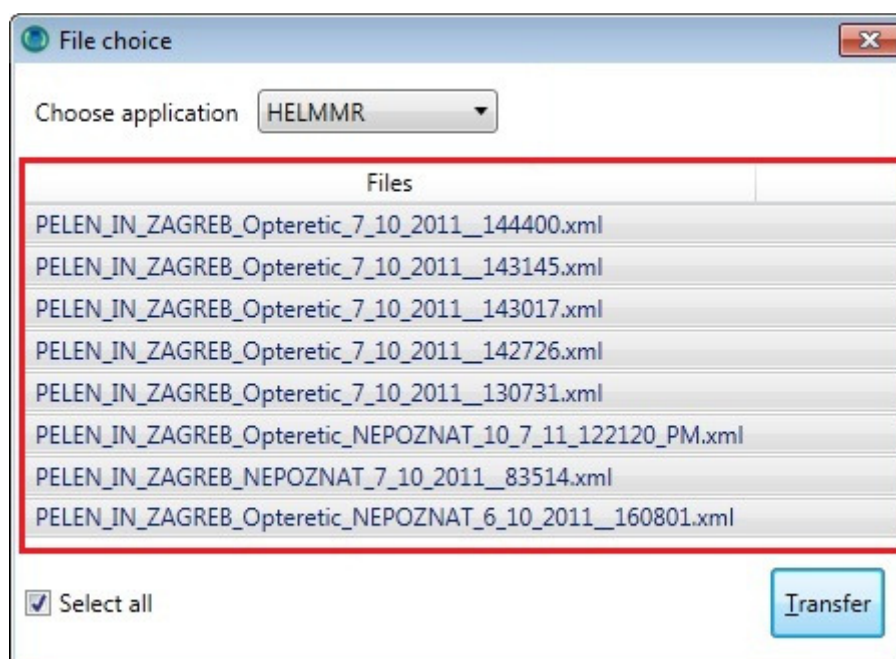 File choice
Choose application HELMMR
Files
PELEN_IN_ZAGREB_Opteretic_7_10_2011__144400.xml
PELEN_IN_ZAGREB_Opteretic_7_10_2011__143145.xml
PELEN_IN_ZAGREB_Opteretic_7_10_2011__143017.xml
PELEN_IN_ZAGREB_Opteretic_7_10_2011__142726.xml
PELEN_IN_ZAGREB_Opteretic_7_10_2011__130731.xml
PELEN_IN_ZAGREB_Opteretic_NEPOZNAT_10_7_11_122120_PM.xml
PELEN_IN_ZAGREB_NEPOZNAT_7_10_2011__83514.xml
PELEN_IN_ZAGREB_Opteretic_NEPOZNAT_6_10_2011__160801.xml
Select all Transfer